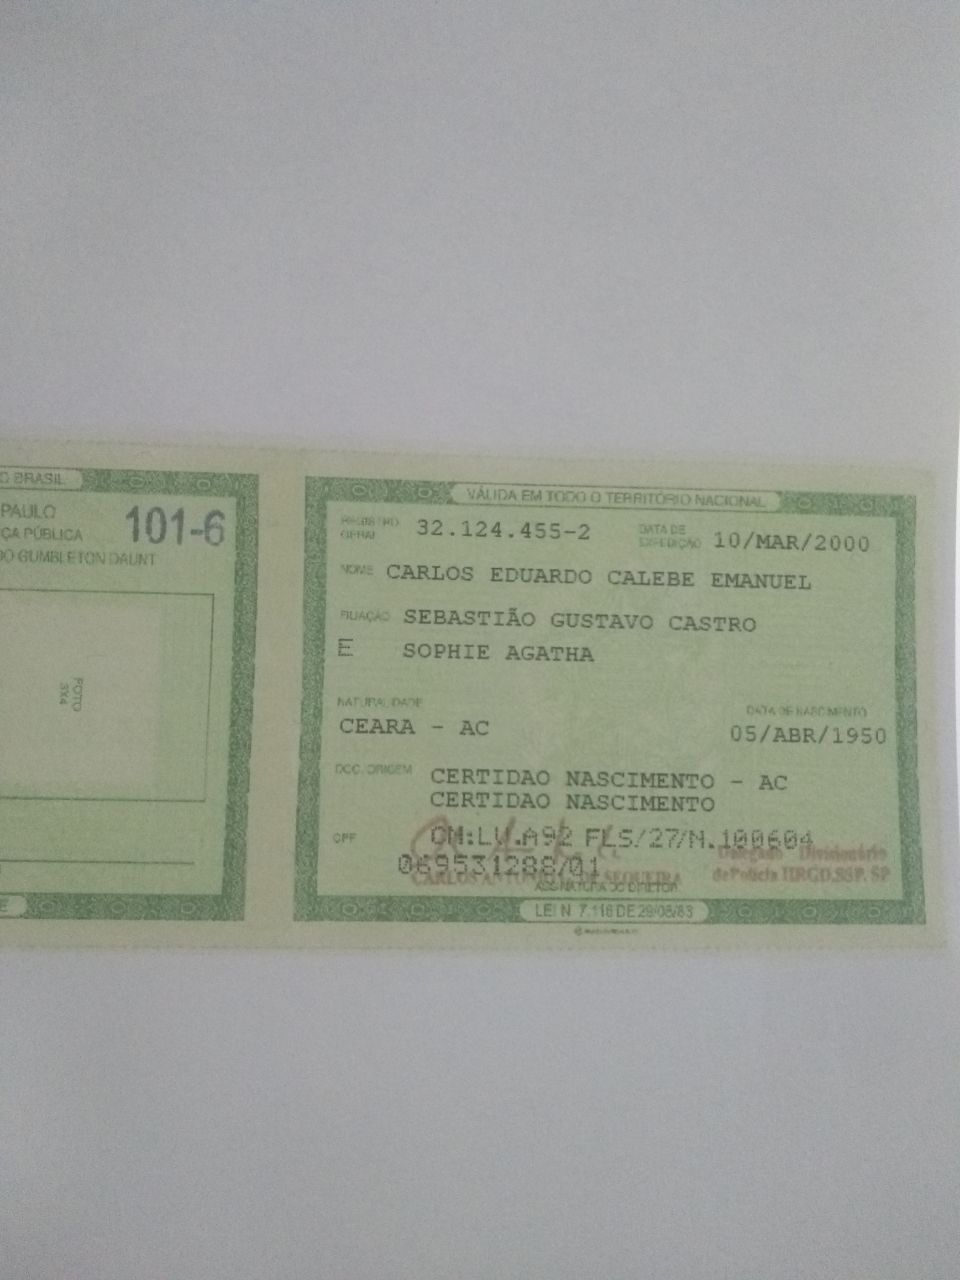 O BRASIL
PAULO
ÇA PÚBLICA
101-6
DO GUMBLETON DAUNT
FOTO
3X4
VÁLIDA EM TODO O TERRITÓRIO NACIONAL
REGISTRO
GERAL
32.124.455-2
DATA DE
EXPEDIÇÃO
10/MAR/2000
NOME CARLOS EDUARDO CALEBE EMANUEL
FILIAÇÃO SEBASTIÃO GUSTAVO CASTRO
E SOPHIE AGATHA
NATURALIDADE
DATA DE NASCIMENTO
CEARA - AC
05/ABR/1950
DOC. ORIGEM CERTIDAO NASCIMENTO - AC
CERTIDAO NASCIMENTO
CPF CM:LV.A92 FLS/27/N.100604
069531288/01
Delegado Divisionário
CARLOS ANTONIO DE SEQUEIRA
de Polícia IIRGD.SSP. SP
ASSINATURA DO DIRETOR
LEI N 7.116 DE 29/08/83